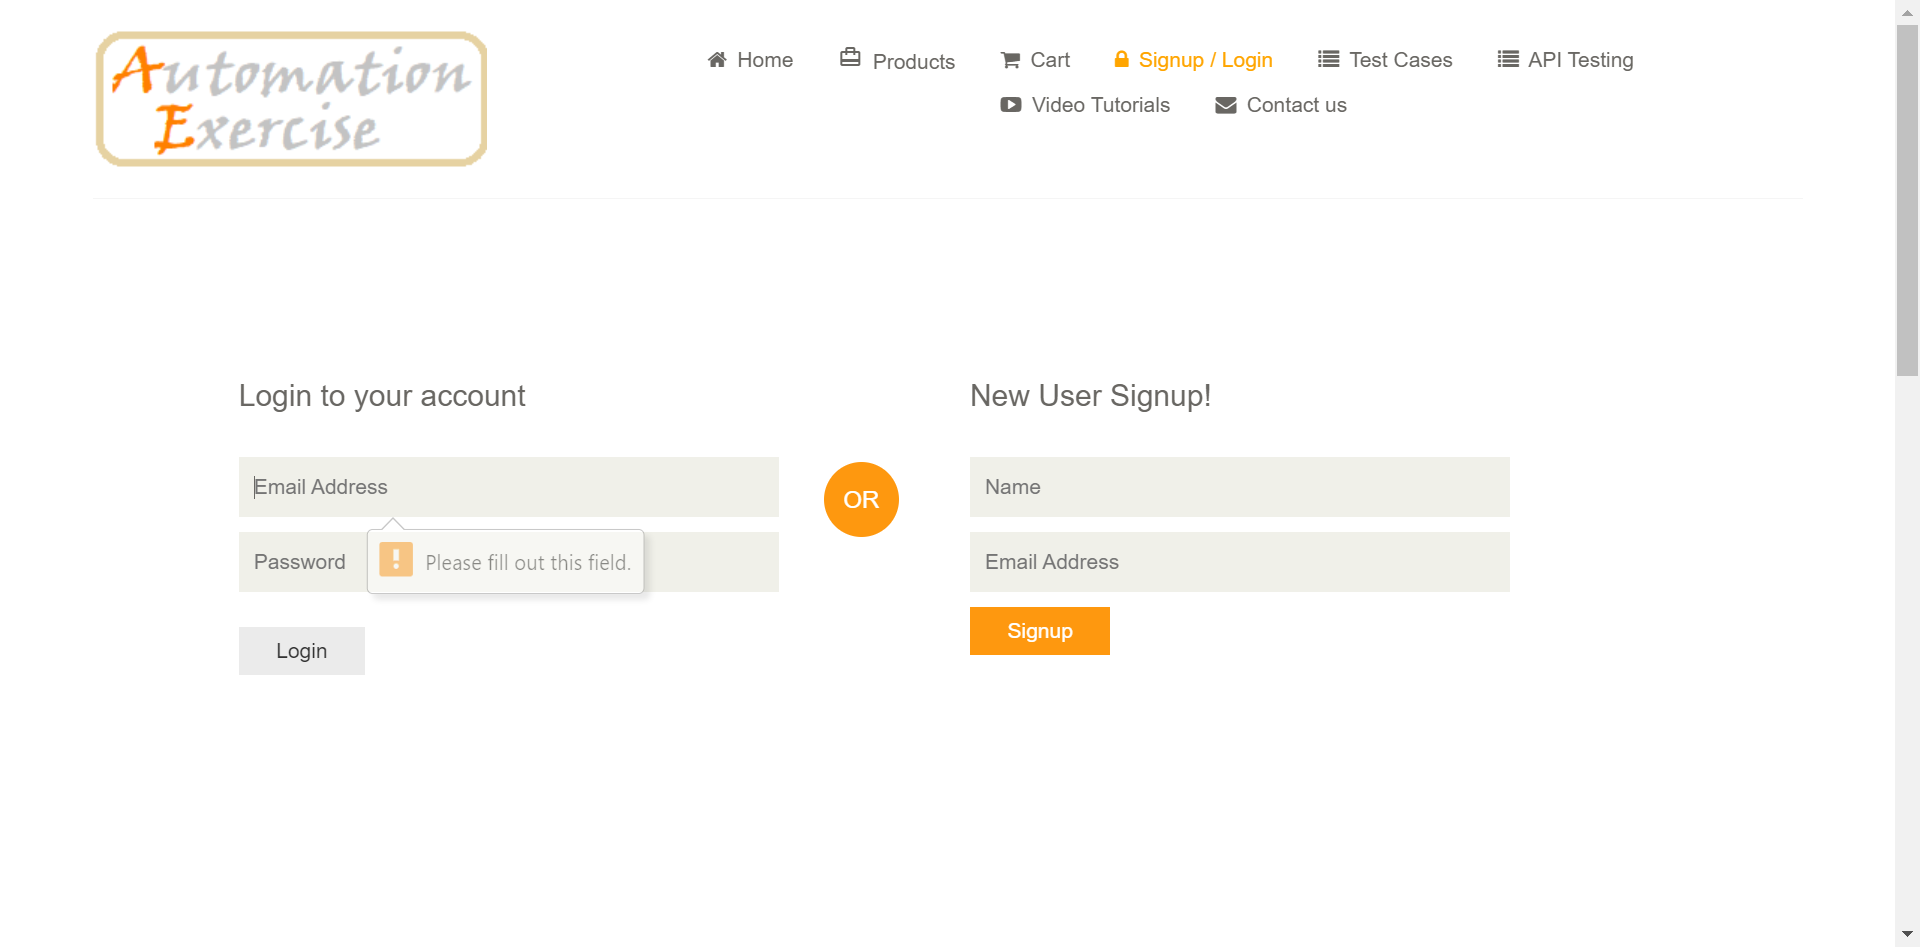 Automation
Exercise
Home
Products
Cart
Signup / Login
Test Cases
API Testing
Video Tutorials
Contact us
Login to your account
Email Address
Password
Please fill out this field.
Login
OR
New User Signup!
Name
Email Address
Signup